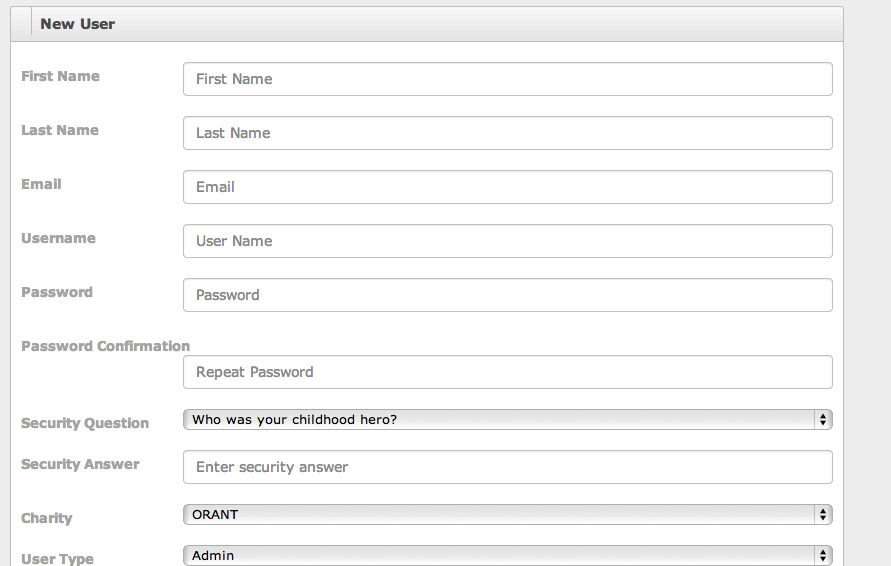 New User
First Name First Name
Last Name Last Name
Email Email
Username User Name
Password Password
Password Confirmation
Repeat Password
Security Question Who was your childhood hero?
Security Answer Enter security answer
Charity ORANT
User Type Admin